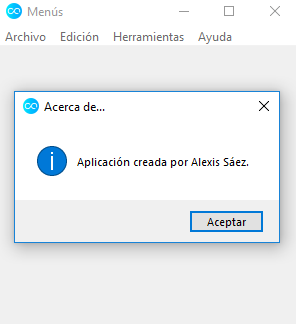 Menús
Archivo Edición Herramientas Ayuda
Acerca de...
Aplicación creada por Alexis Sáez.
Aceptar